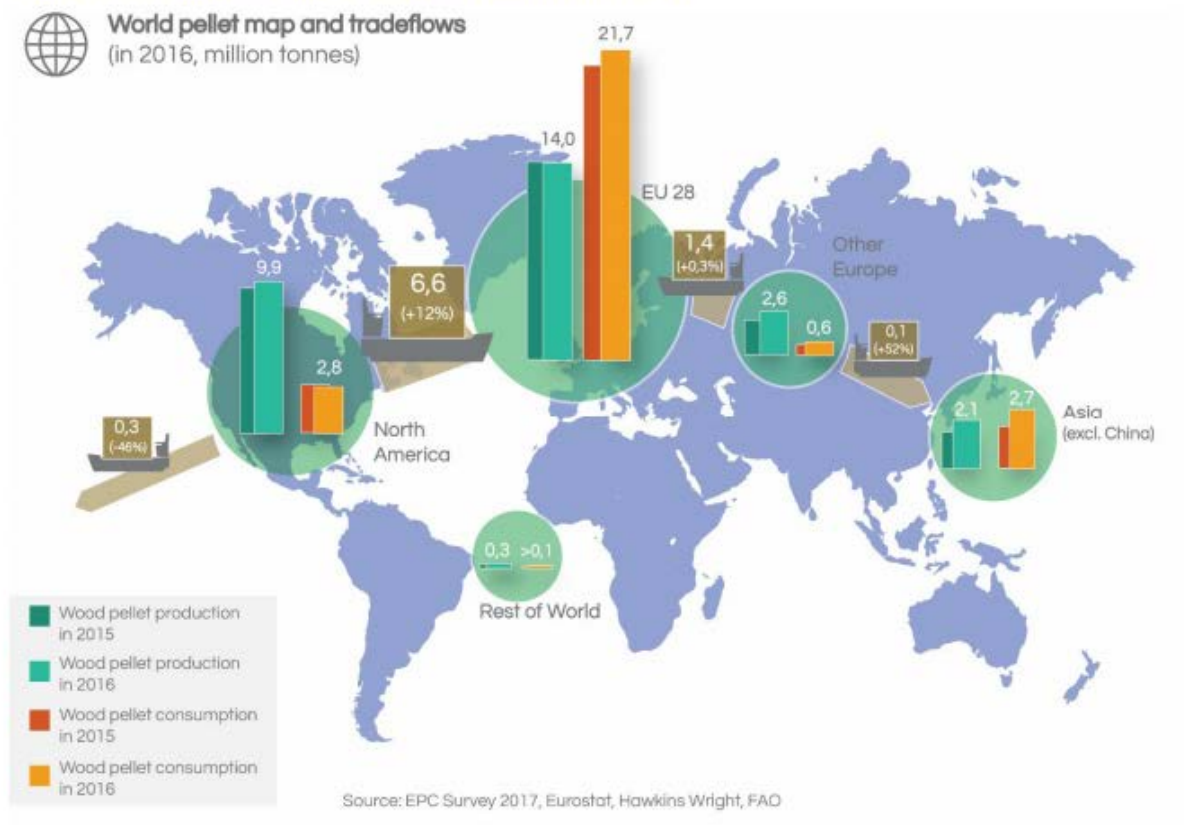 World pellet map and tradeflows
(in 2016, million tonnes)
21,7
14,0
EU 28
1,4
(+0,3%)
Other
Europe
9,9
6,6
(+12%)
2,6
0,6
0,1
(+52%)
2,8
0,3
(-46%)
North
America
2,1
2,7
Asia
(excl. China)
0,3 >0,1
Rest of World
Wood pellet production
in 2015
Wood pellet production
in 2016
Wood pellet consumption
in 2015
Wood pellet consumption
in 2016
Source: EPC Survey 2017, Eurostat, Hawkins Wright, FAO